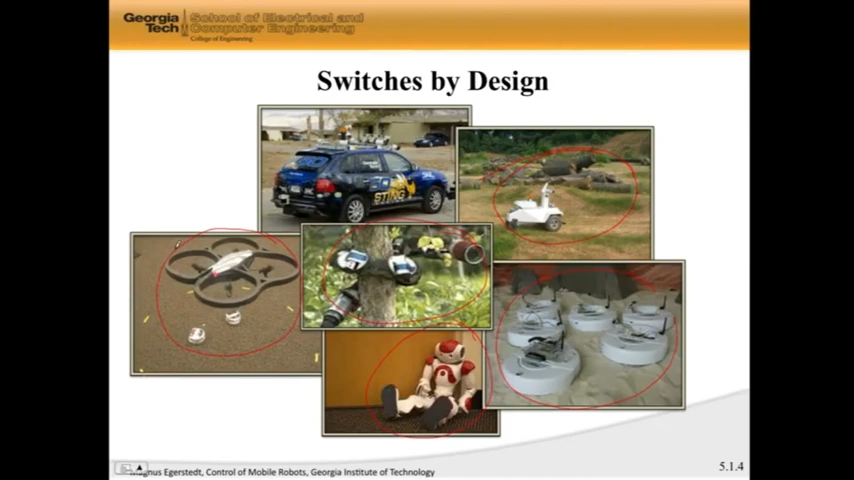 Georgia
Tech
School of Electrical and
Computer Engineering
College of Engineering
Switches by Design
STING
Magnus Egerstedt, Control of Mobile Robots, Georgia Institute of Technology
5.1.4